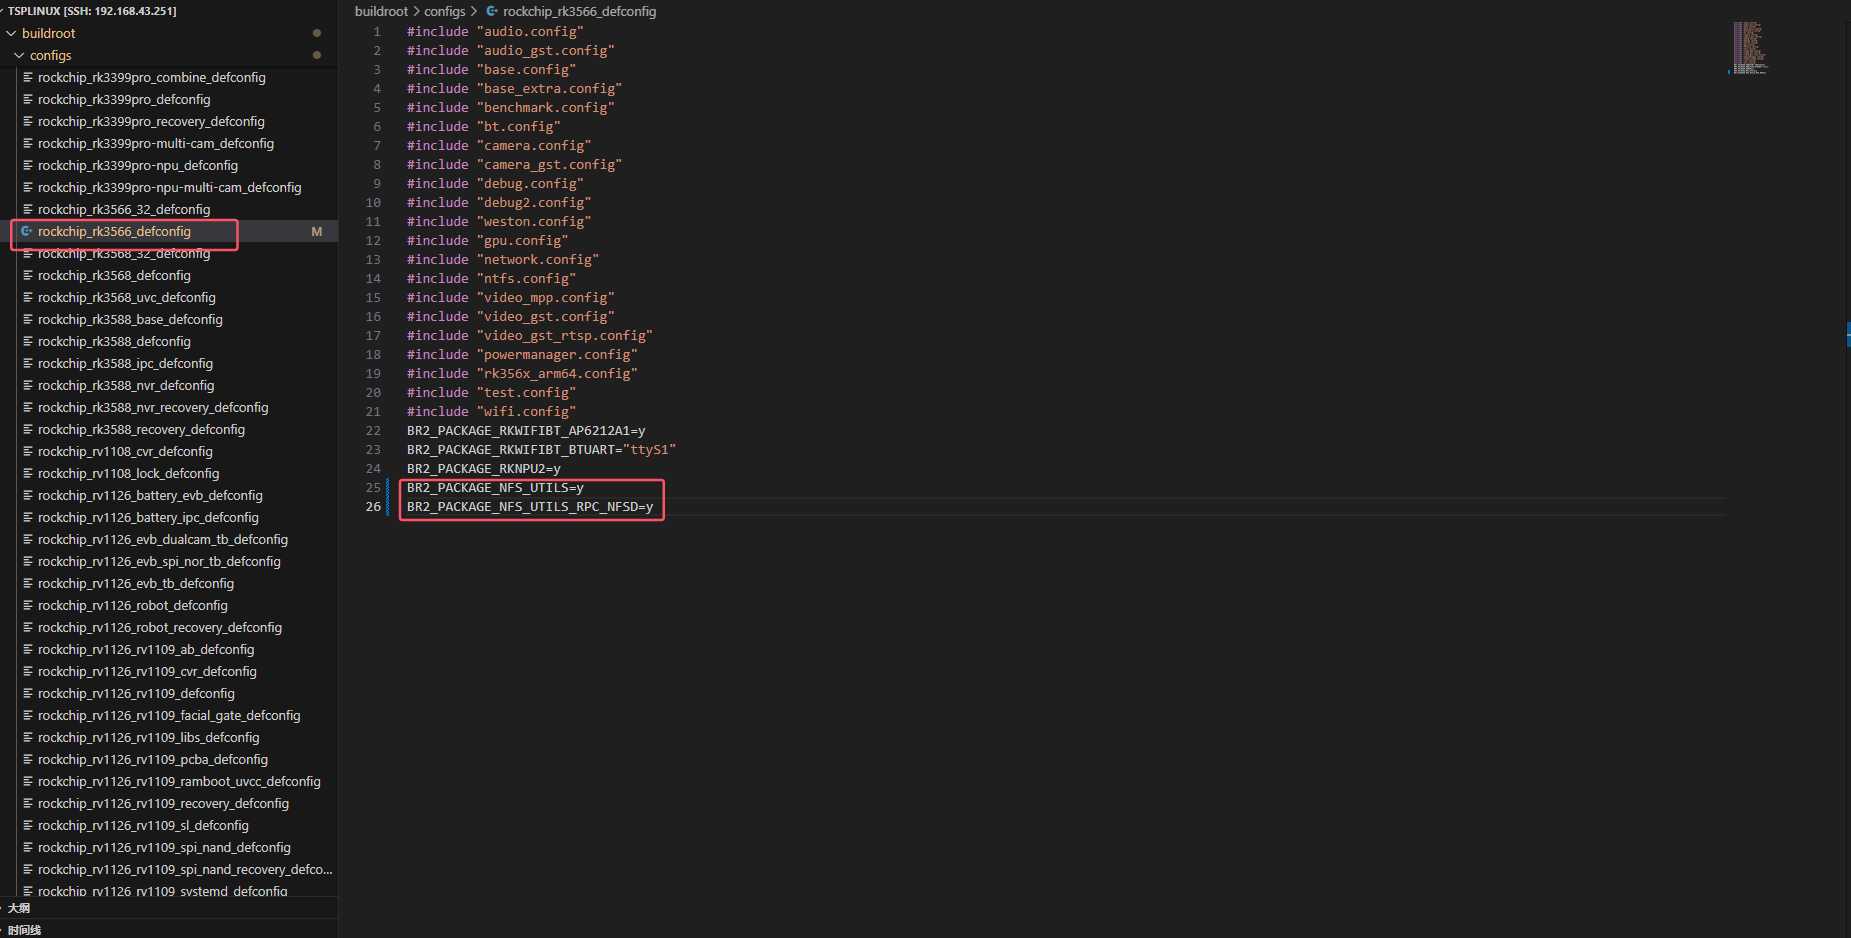 TSPLINUX [SSH: 192.168.43.251]
buildroot
configs
rockchip_rk3399pro_combine_defconfig
rockchip_rk3399pro_defconfig
rockchip_rk3399pro_recovery_defconfig
rockchip_rk3399pro-multi-cam_defconfig
rockchip_rk3399pro-npu_defconfig
rockchip_rk3399pro-npu-multi-cam_defconfig
rockchip_rk3566_32_defconfig
rockchip_rk3566_defconfig M
rockchip_rk3568_32_defconfig
rockchip_rk3568_defconfig
rockchip_rk3568_uvc_defconfig
rockchip_rk3588_base_defconfig
rockchip_rk3588_defconfig
rockchip_rk3588_ipc_defconfig
rockchip_rk3588_nvr_defconfig
rockchip_rk3588_nvr_recovery_defconfig
rockchip_rk3588_recovery_defconfig
rockchip_rv1108_cvr_defconfig
rockchip_rv1108_lock_defconfig
rockchip_rv1126_battery_evb_defconfig
rockchip_rv1126_battery_ipc_defconfig
rockchip_rv1126_evb_dualcam_tb_defconfig
rockchip_rv1126_evb_spi_nor_tb_defconfig
rockchip_rv1126_evb_tb_defconfig
rockchip_rv1126_robot_defconfig
rockchip_rv1126_robot_recovery_defconfig
rockchip_rv1126_rv1109_ab_defconfig
rockchip_rv1126_rv1109_cvr_defconfig
rockchip_rv1126_rv1109_defconfig
rockchip_rv1126_rv1109_facial_gate_defconfig
rockchip_rv1126_rv1109_libs_defconfig
rockchip_rv1126_rv1109_pcba_defconfig
rockchip_rv1126_rv1109_ramboot_uvcc_defconfig
rockchip_rv1126_rv1109_recovery_defconfig
rockchip_rv1126_rv1109_sl_defconfig
rockchip_rv1126_rv1109_spi_nand_defconfig
rockchip_rv1126_rv1109_spi_nand_recovery_defco...
rockchip_rv1126_rv1109_systemd_defconfig
大纲
时间线
buildroot > configs > rockchip_rk3566_defconfig
1 #include "audio.config"
2 #include "audio_gst.config"
3 #include "base.config"
4 #include "base_extra.config"
5 #include "benchmark.config"
6 #include "bt.config"
7 #include "camera.config"
8 #include "camera_gst.config"
9 #include "debug.config"
10 #include "debug2.config"
11 #include "weston.config"
12 #include "gpu.config"
13 #include "network.config"
14 #include "ntfs.config"
15 #include "video_mpp.config"
16 #include "video_gst.config"
17 #include "video_gst_rtsp.config"
18 #include "powermanager.config"
19 #include "rk356x_arm64.config"
20 #include "test.config"
21 #include "wifi.config"
22 BR2_PACKAGE_RKWIFIBT_AP6212A1=y
23 BR2_PACKAGE_RKWIFIBT_BTUART="ttyS1"
24 BR2_PACKAGE_RKNPU2=y
25 BR2_PACKAGE_NFS_UTILS=y
26 BR2_PACKAGE_NFS_UTILS_RPC_NFSD=y